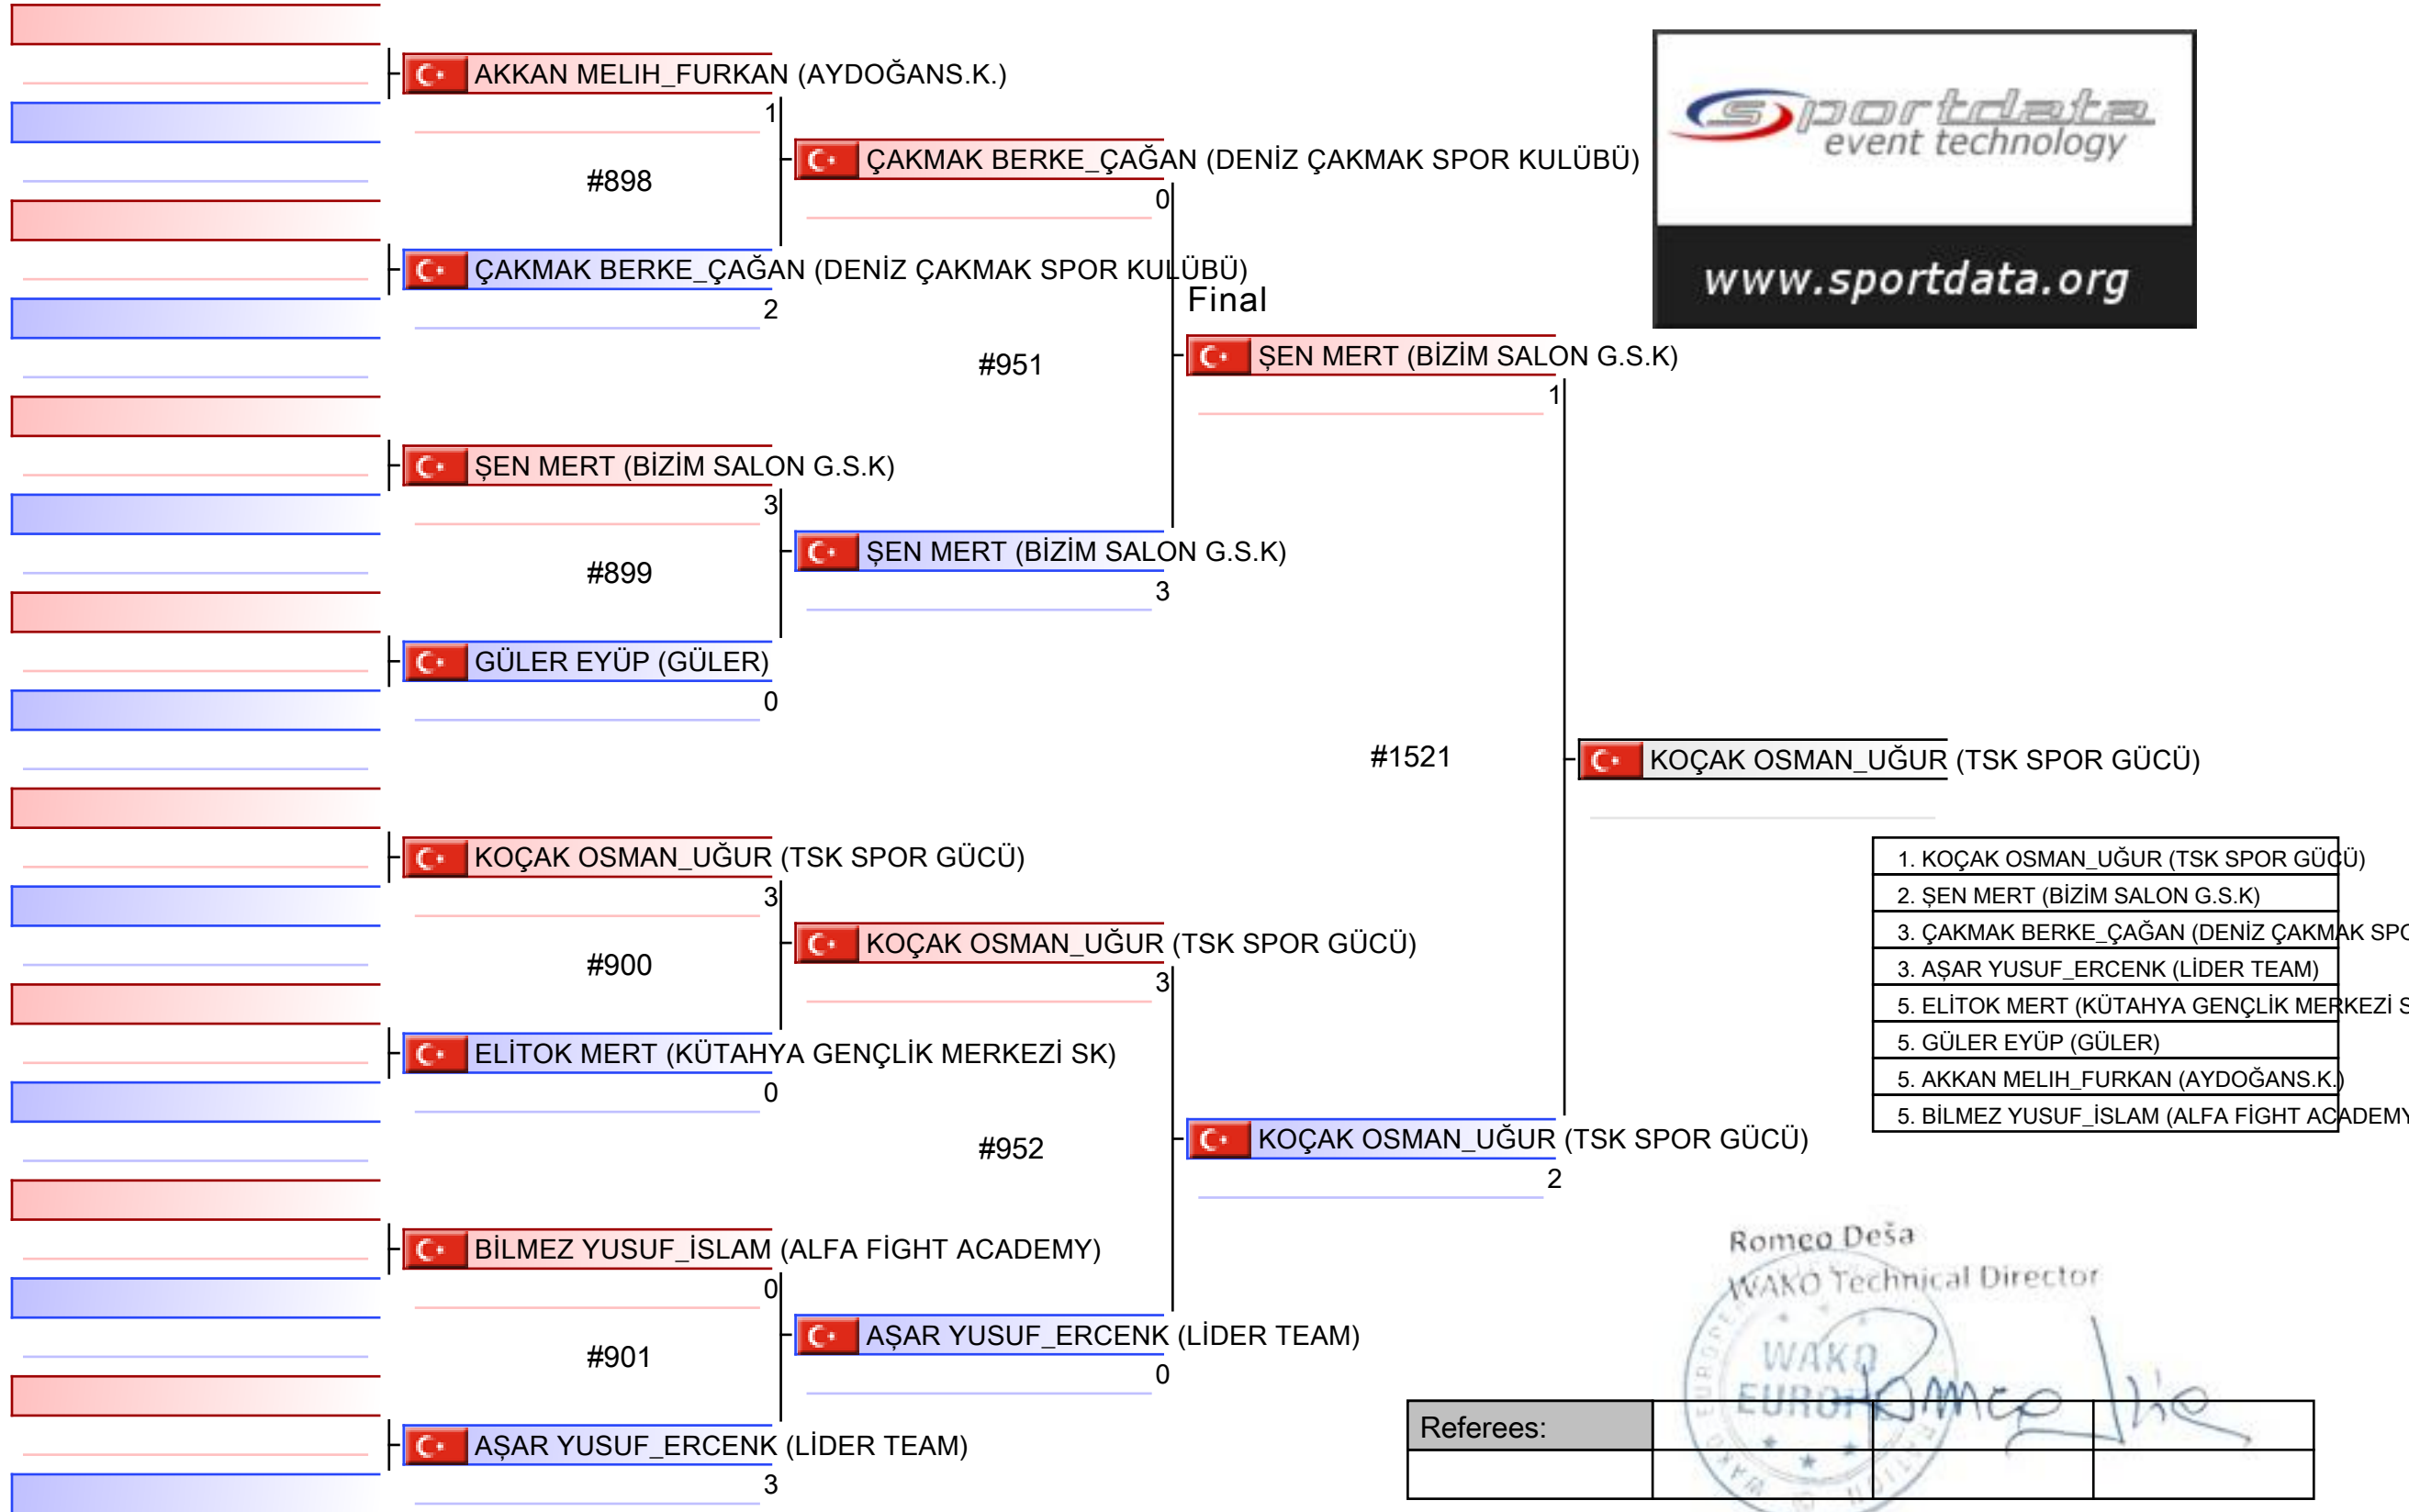 AKKAN MELIH_FURKAN (AYDOĞANS.K.)
1
#898
ÇAKMAK BERKE_ÇAĞAN (DENİZ ÇAKMAK SPOR KULÜBÜ)
2
ŞEN MERT (BİZİM SALON G.S.K)
3
#899
GÜLER EYÜP (GÜLER)
0
KOÇAK OSMAN_UĞUR (TSK SPOR GÜCÜ)
3
#900
ELİTOK MERT (KÜTAHYA GENÇLİK MERKEZİ SK)
0
BİLMEZ YUSUF_İSLAM (ALFA FİGHT ACADEMY)
0
#901
AŞAR YUSUF_ERCENK (LİDER TEAM)
3
ÇAKMAK BERKE_ÇAĞAN (DENİZ ÇAKMAK SPOR KULÜBÜ)
0
#951
ŞEN MERT (BİZİM SALON G.S.K)
3
KOÇAK OSMAN_UĞUR (TSK SPOR GÜCÜ)
3
#952
AŞAR YUSUF_ERCENK (LİDER TEAM)
0
Final
ŞEN MERT (BİZİM SALON G.S.K)
1
#1521
KOÇAK OSMAN_UĞUR (TSK SPOR GÜCÜ)
2
KOÇAK OSMAN_UĞUR (TSK SPOR GÜCÜ)
sportdata
event technology
www.sportdata.org
1. KOÇAK OSMAN_UĞUR (TSK SPOR GÜCÜ)
2. ŞEN MERT (BİZİM SALON G.S.K)
3. ÇAKMAK BERKE_ÇAĞAN (DENİZ ÇAKMAK SPO
3. AŞAR YUSUF_ERCENK (LİDER TEAM)
5. ELİTOK MERT (KÜTAHYA GENÇLİK MERKEZİ S
5. GÜLER EYÜP (GÜLER)
5. AKKAN MELIH_FURKAN (AYDOĞANS.K.)
5. BİLMEZ YUSUF_İSLAM (ALFA FİGHT ACADEMY
Romeo Deša
WAKO Technical Director
WAKO
EUROPE
Referees: